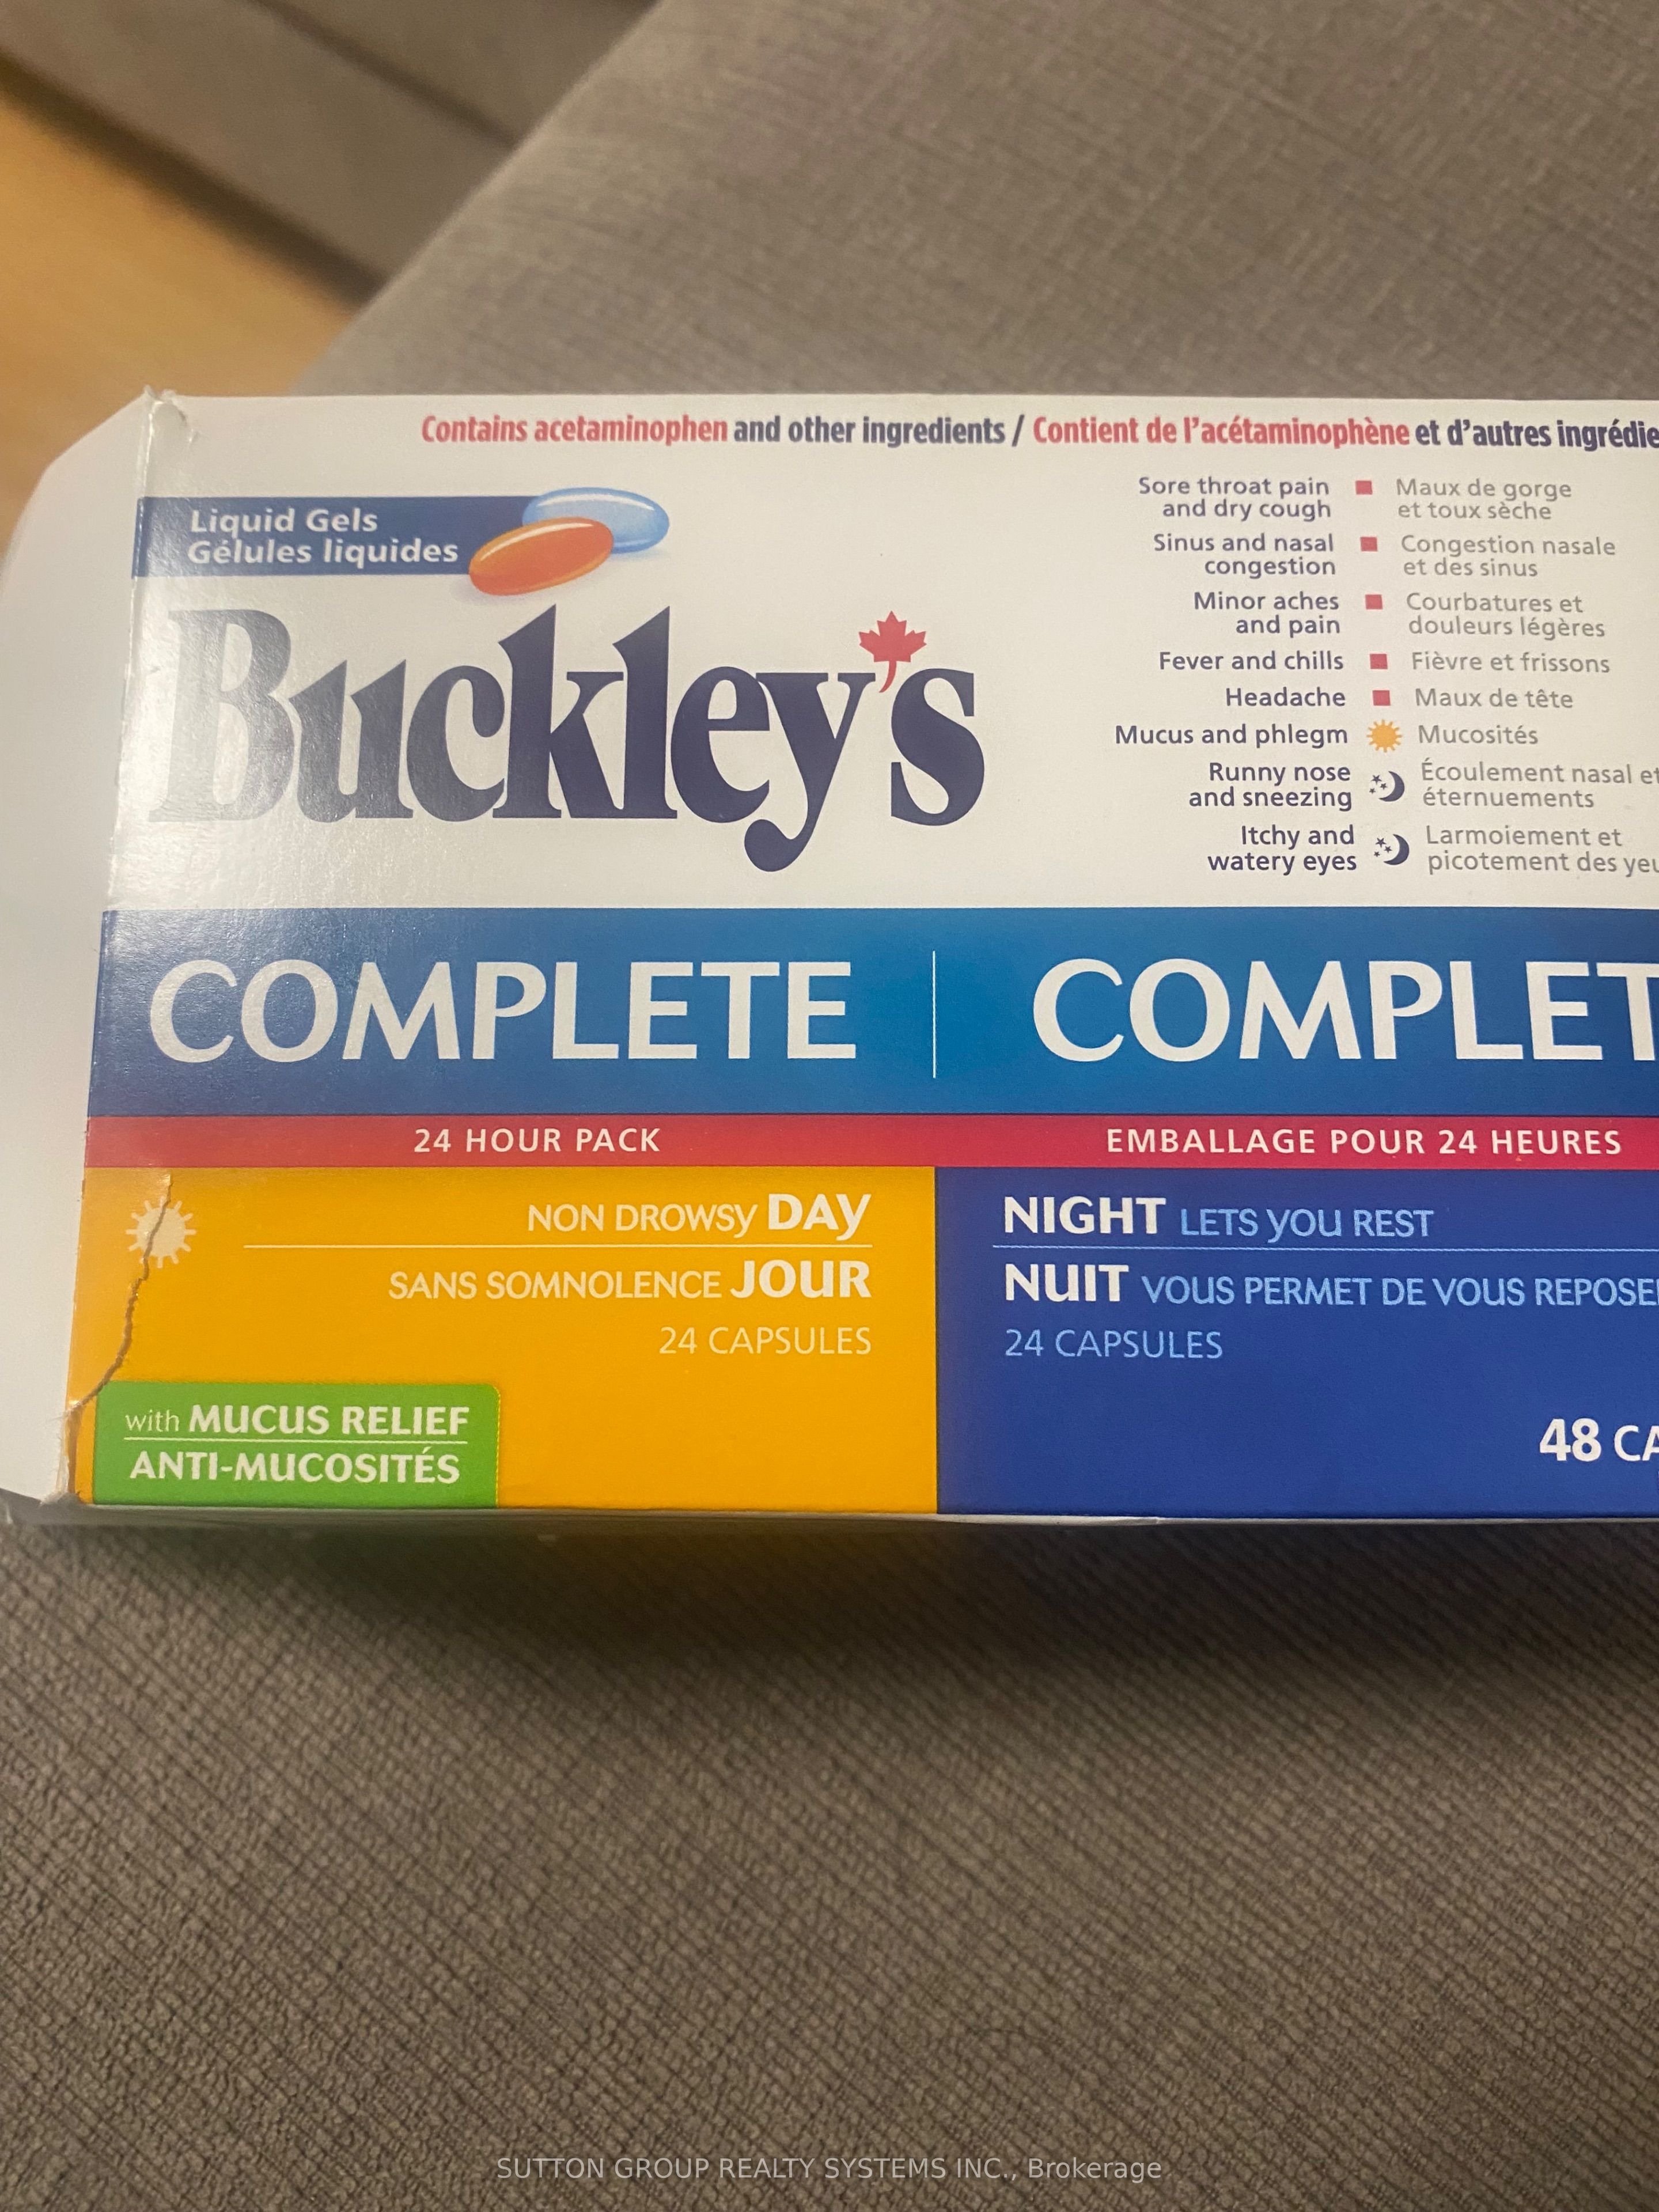 Contains acetaminophen and other ingredients / Contient de l'acétaminophène et d'autres
Liquid Gels
Gélules liquides
Buckley's
Sore throat pain and dry cough
Maux de gorge et toux sèche
Sinus and nasal congestion
Congestion nasale et des sinus
Minor aches and pain
Courbatures et douleurs légères
Fever and chills
Fièvre et frissons
Headache
Maux de tête
Mucus and phlegm
Mucosités
Runny nose and sneezing
Écoulement nasal et éternuements
Itchy and watery eyes
Larmoiement et picotement des
COMPLETE
24 HOUR PACK
EMBALLAGE POUR 24 HEURES
NON DROWSY DAY
SANS SOMNOLENCE JOUR
24 CAPSULES
NIGHT LETS YOU REST
NUIT VOUS PERMET DE VOUS
24 CAPSULES
with MUCUS RELIEF
ANTI-MUCOSITÉS
48
SUTTON GROUP REALTY SYSTEMS INC., Brokerage